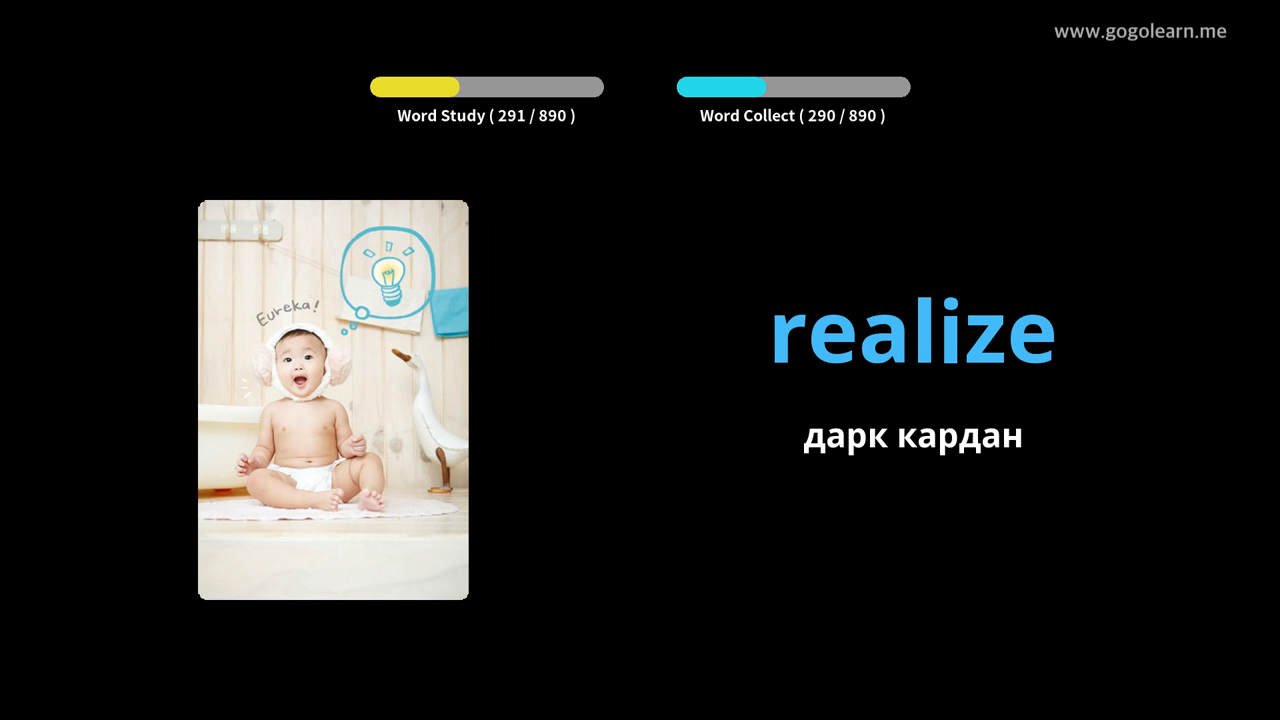 www.gogolearn.me
Word Study ( 291 / 890 )
Word Collect ( 290 / 890 )
Eureka!
realize
дарк кардан